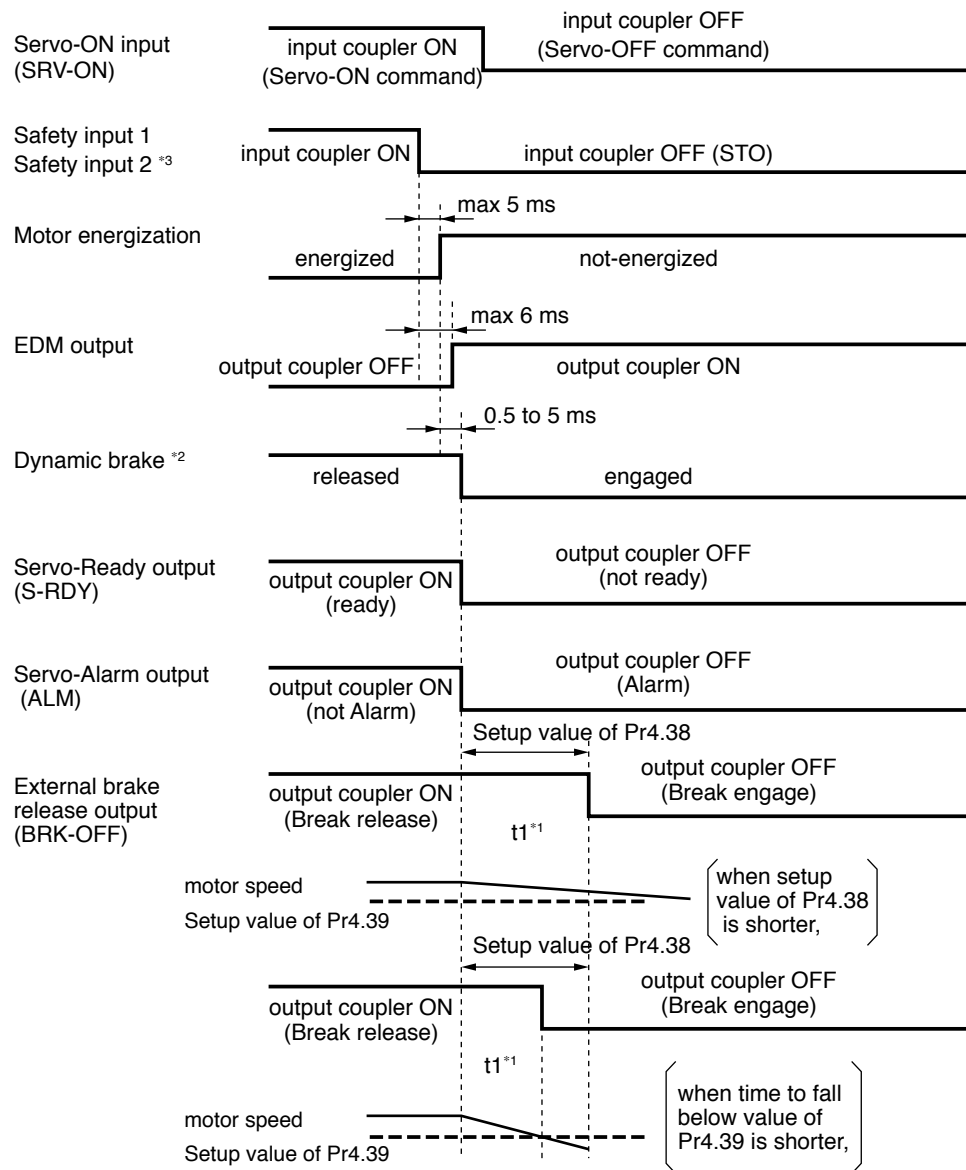 Servo-ON input
(SRV-ON)
input coupler ON
(Servo-ON command)
input coupler OFF
(Servo-OFF command)
Safety input 1
Safety input 2 *3
input coupler ON
input coupler OFF (STO)
max 5 ms
Motor energization
energized
not-energized
max 6 ms
EDM output
output coupler OFF
output coupler ON
0.5 to 5 ms
Dynamic brake *2
released
engaged
Servo-Ready output
(S-RDY)
output coupler ON
(ready)
output coupler OFF
(not ready)
Servo-Alarm output
(ALM)
output coupler ON
(not Alarm)
output coupler OFF
(Alarm)
Setup value of Pr4.38
External brake
release output
(BRK-OFF)
output coupler ON
(Break release)
output coupler OFF
(Break engage)
t1*1
motor speed
Setup value of Pr4.39
when setup
value of Pr4.38
is shorter,
Setup value of Pr4.38
output coupler ON
(Break release)
output coupler OFF
(Break engage)
t1*1
motor speed
Setup value of Pr4.39
when time to fall
below value of
Pr4.39 is shorter,